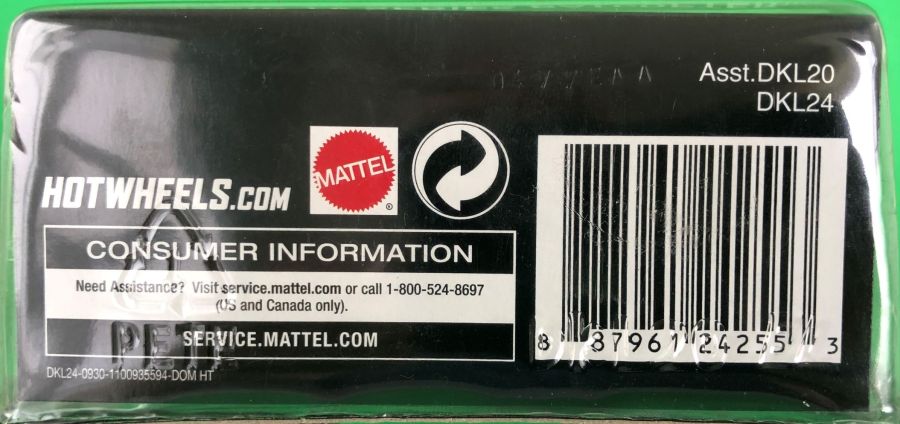 Asst.DKL20
DKL24
HOTWHEELS.COM
MATTEL
®
CONSUMER INFORMATION
Need Assistance? Visit service.mattel.com or call 1-800-524-8697
(US and Canada only).
SERVICE.MATTEL.COM
DKL24-0930-1100935594-DOM HT
8 87961 24255 3